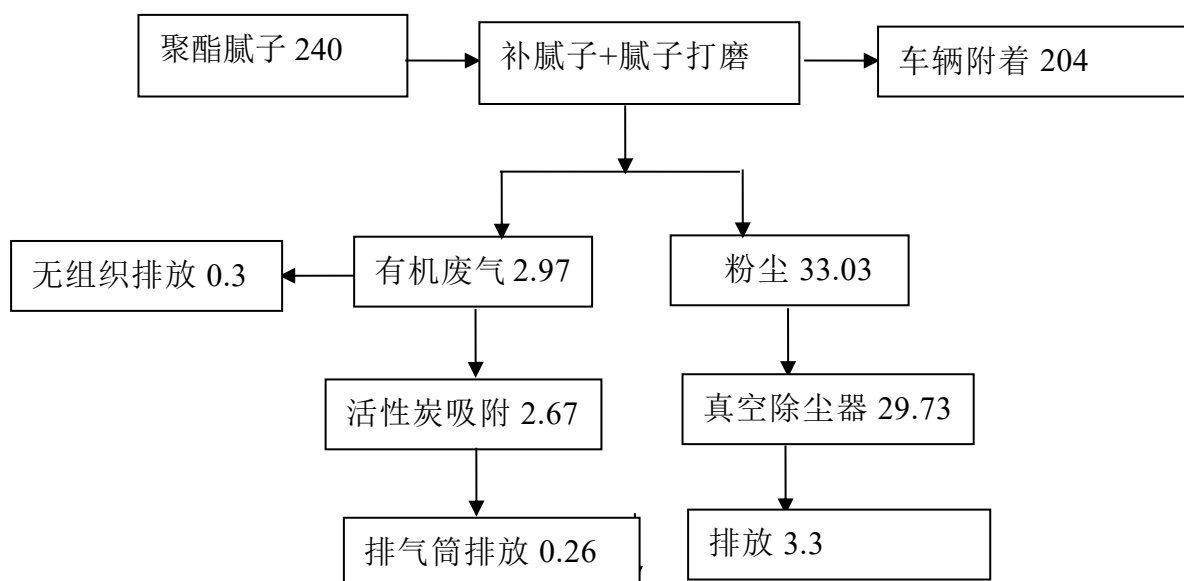 聚酯腻子 240
补腻子+腻子打磨
车辆附着 204
无组织排放 0.3
有机废气 2.97
粉尘 33.03
活性炭吸附 2.67
真空除尘器 29.73
排气筒排放 0.26
排放 3.3